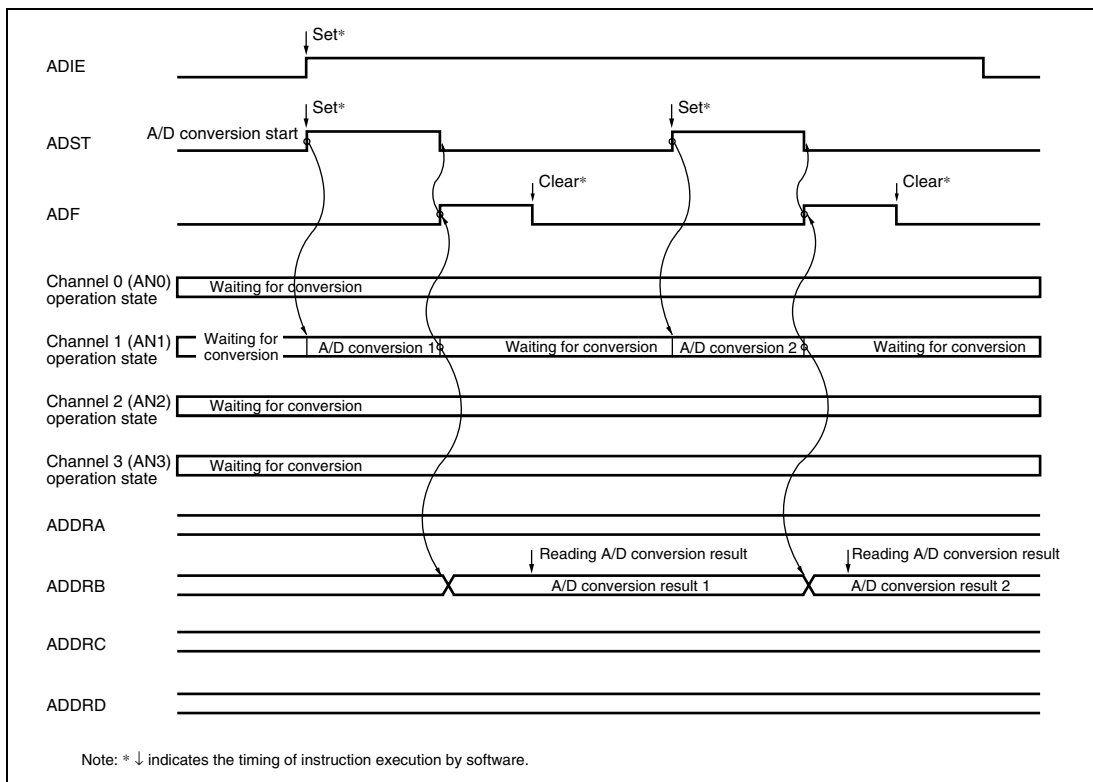 Set*
ADIE
Set*
A/D conversion start
ADST
Clear*
Clear*
ADF
Channel 0 (AN0)
operation state
Waiting for conversion
Channel 1 (AN1)
operation state
Waiting for
conversion
A/D conversion 1
Waiting for conversion
Set*
A/D conversion 2
Waiting for conversion
Channel 2 (AN2)
operation state
Waiting for conversion
Channel 3 (AN3)
operation state
Waiting for conversion
ADDRA
Reading A/D conversion result
Reading A/D conversion result
ADDRB
A/D conversion result 1
A/D conversion result 2
ADDRC
ADDRD
Note: * ↓ indicates the timing of instruction execution by software.